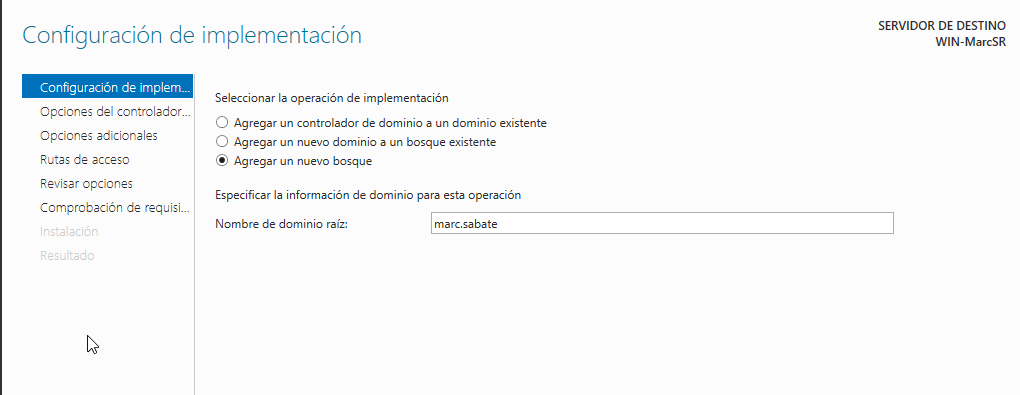 Configuración de implementación
SERVIDOR DE DESTINO
WIN-MarcSR
Configuración de implem...
Opciones del controlador...
Opciones adicionales
Rutas de acceso
Revisar opciones
Comprobación de requisi...
Instalación
Resultado
Seleccionar la operación de implementación
Agregar un controlador de dominio a un dominio existente
Agregar un nuevo dominio a un bosque existente
Agregar un nuevo bosque
Especificar la información de dominio para esta operación
Nombre de dominio raíz: marc.sabate